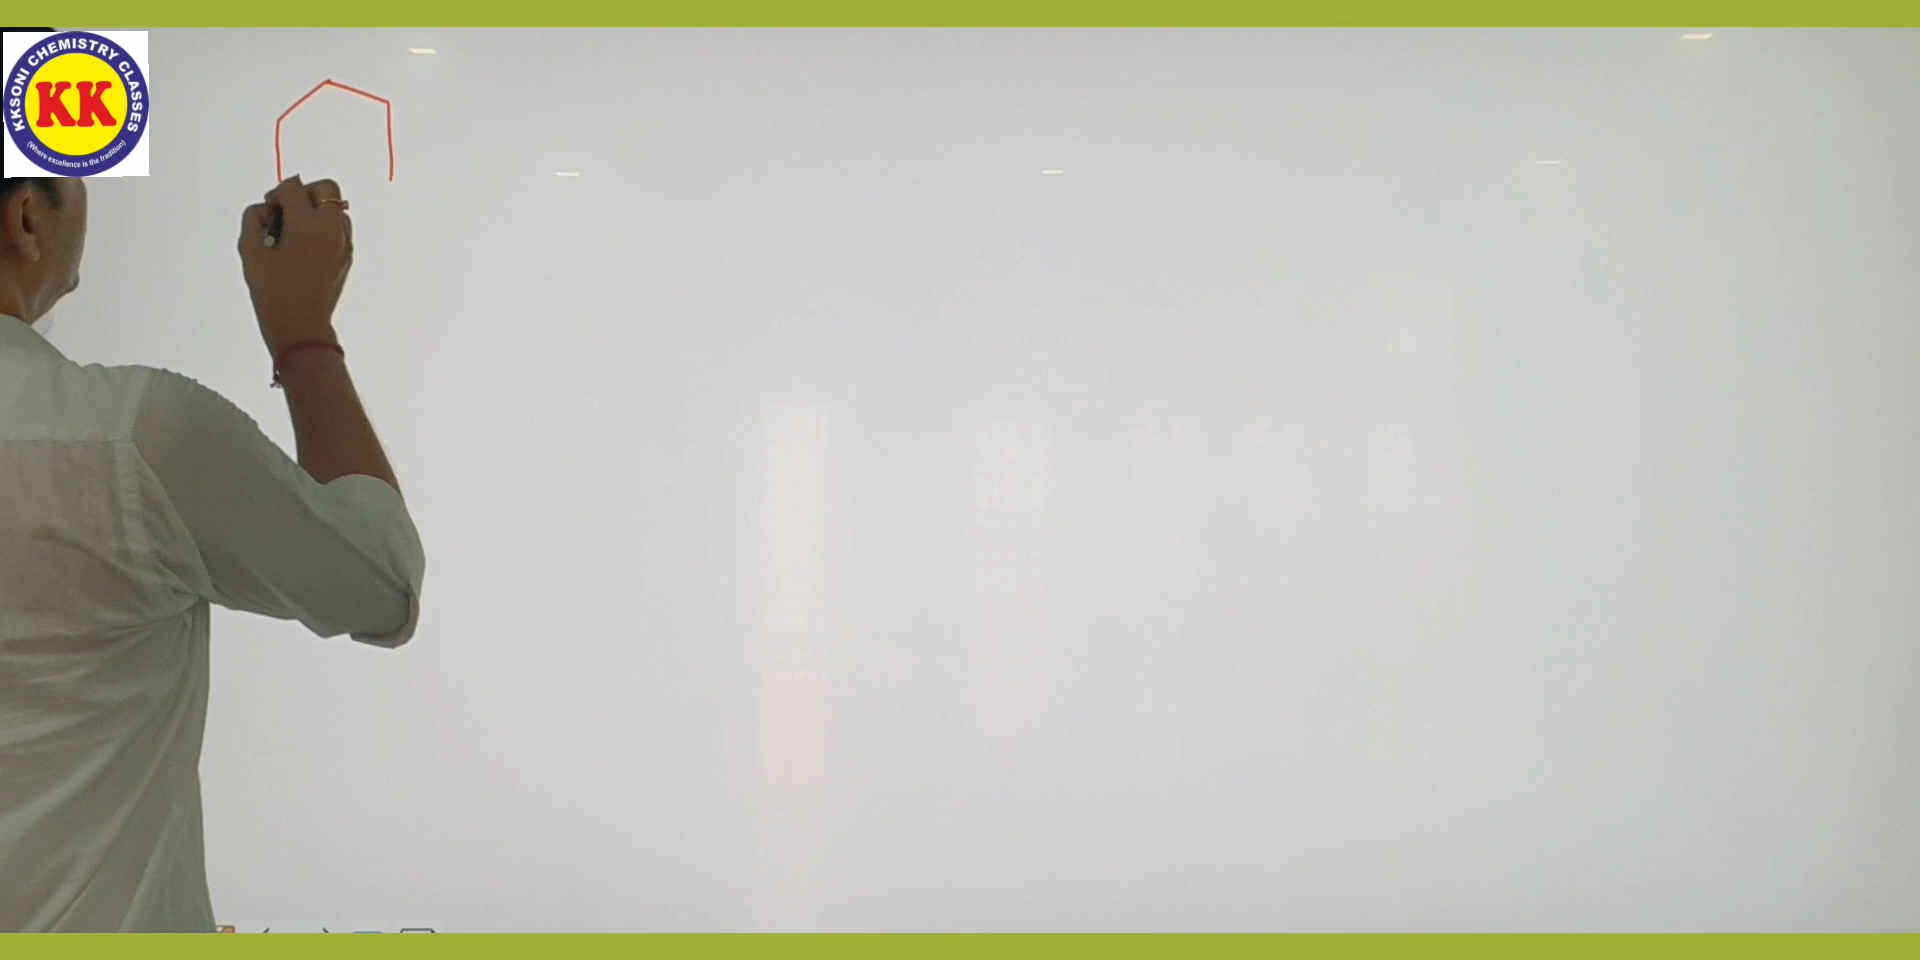 KKSONI CHEMISTRY CLASSES
KK
(Where excellence is the tradition)